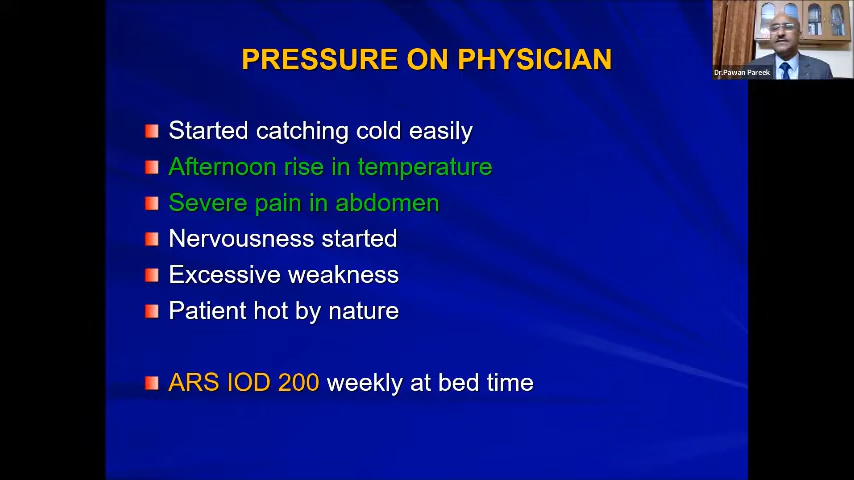 PRESSURE ON PHYSICIAN
Dr.Pawan Pareek
Started catching cold easily
Afternoon rise in temperature
Severe pain in abdomen
Nervousness started
Excessive weakness
Patient hot by nature
ARS IOD 200 weekly at bed time